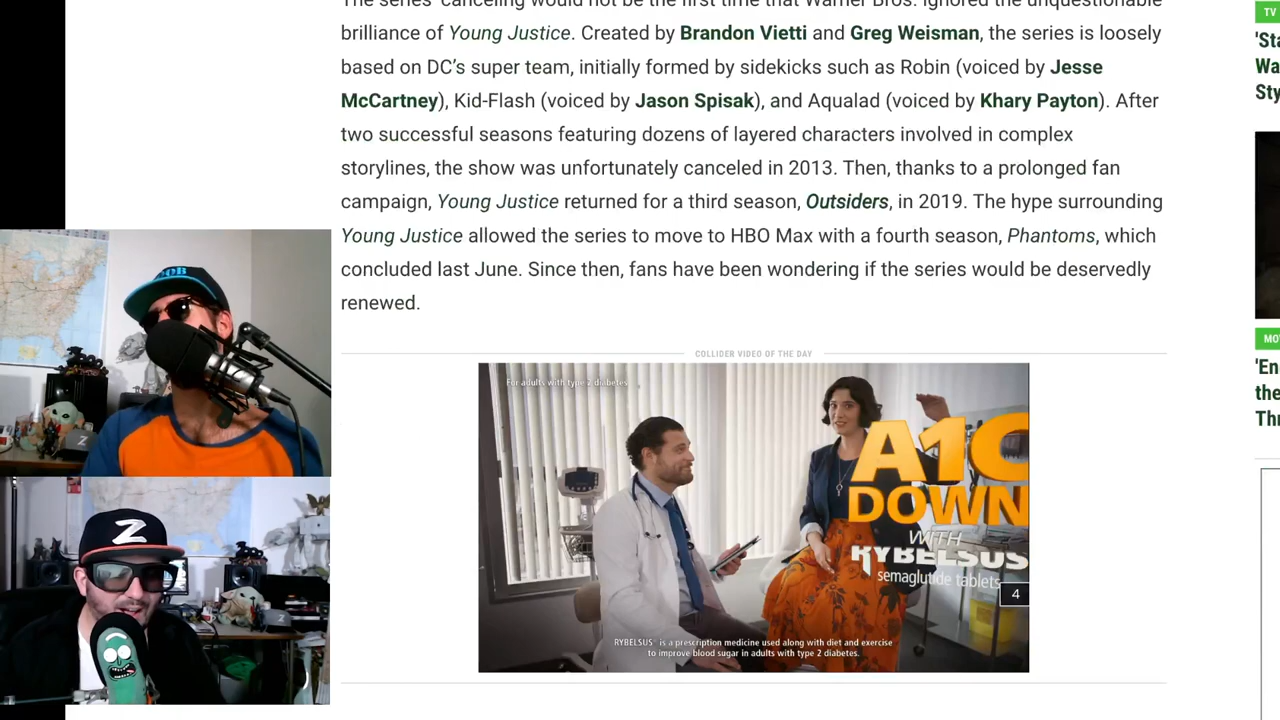 The series' canceling would not be the first time that Warner Bros. ignored the unquestionable
brilliance of Young Justice. Created by Brandon Vietti and Greg Weisman, the series is loosely
based on DC's super team, initially formed by sidekicks such as Robin (voiced by Jesse
McCartney), Kid-Flash (voiced by Jason Spisak), and Aqualad (voiced by Khary Payton). After
two successful seasons featuring dozens of layered characters involved in complex
storylines, the show was unfortunately canceled in 2013. Then, thanks to a prolonged fan
campaign, Young Justice returned for a third season, Outsiders, in 2019. The hype surrounding
Young Justice allowed the series to move to HBO Max with a fourth season, Phantoms, which
concluded last June. Since then, fans have been wondering if the series would be deservedly
renewed.
COLLIDER VIDEO OF THE DAY
For adults with type 2 diabetes
A1C
DOWN
WITH
RYBELSUS
semaglutide tablets
4
RYBELSUS® is a prescription medicine used along with diet and exercise
to improve blood sugar in adults with type 2 diabetes.
TV
'Sta
Wa
Sty
MO
'En
the
Thr
Z
Z